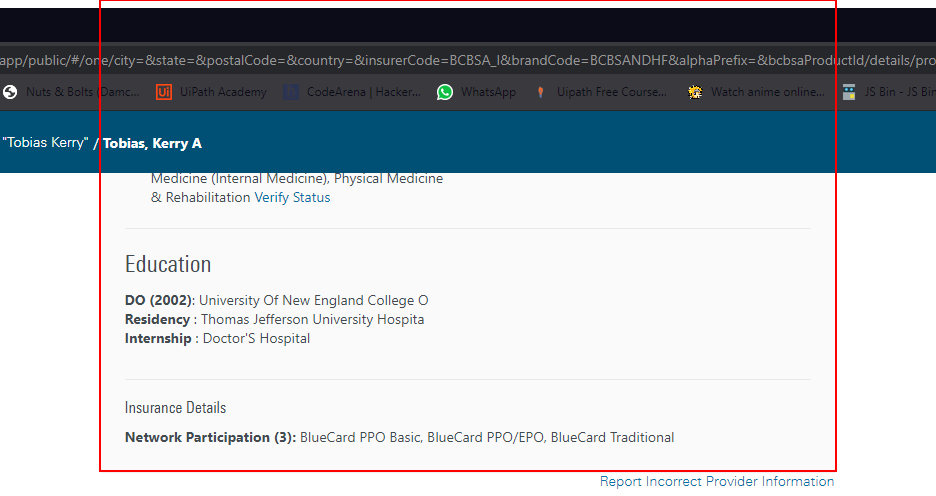 app/public/#/one/city=&state=&postalCode=&country=&insurerCode=BCBSA_I&brandCode=BCBSANDHF&alphaPrefix=&bcbsaProductId/details/pro
Nuts & Bolts (Damc... UiPath Academy CodeArena | Hacker... WhatsApp Uipath Free Course... Watch anime online... JS Bin - JS Bin
"Tobias Kerry" / Tobias, Kerry A
Medicine (Internal Medicine), Physical Medicine
& Rehabilitation Verify Status
Education
DO (2002): University Of New England College O
Residency : Thomas Jefferson University Hospita
Internship : Doctor'S Hospital
Insurance Details
Network Participation (3): BlueCard PPO Basic, BlueCard PPO/EPO, BlueCard Traditional
Report Incorrect Provider Information